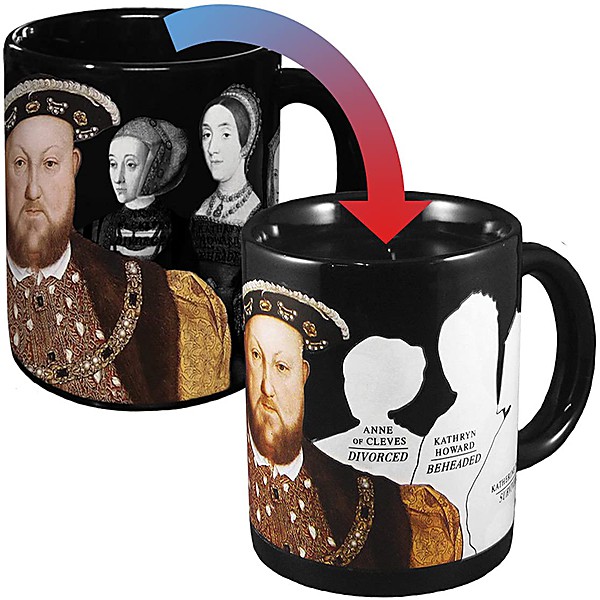 ANNE
OF CLEVES
DIVORCED
KATHRYN
HOWARD
BEHEADED